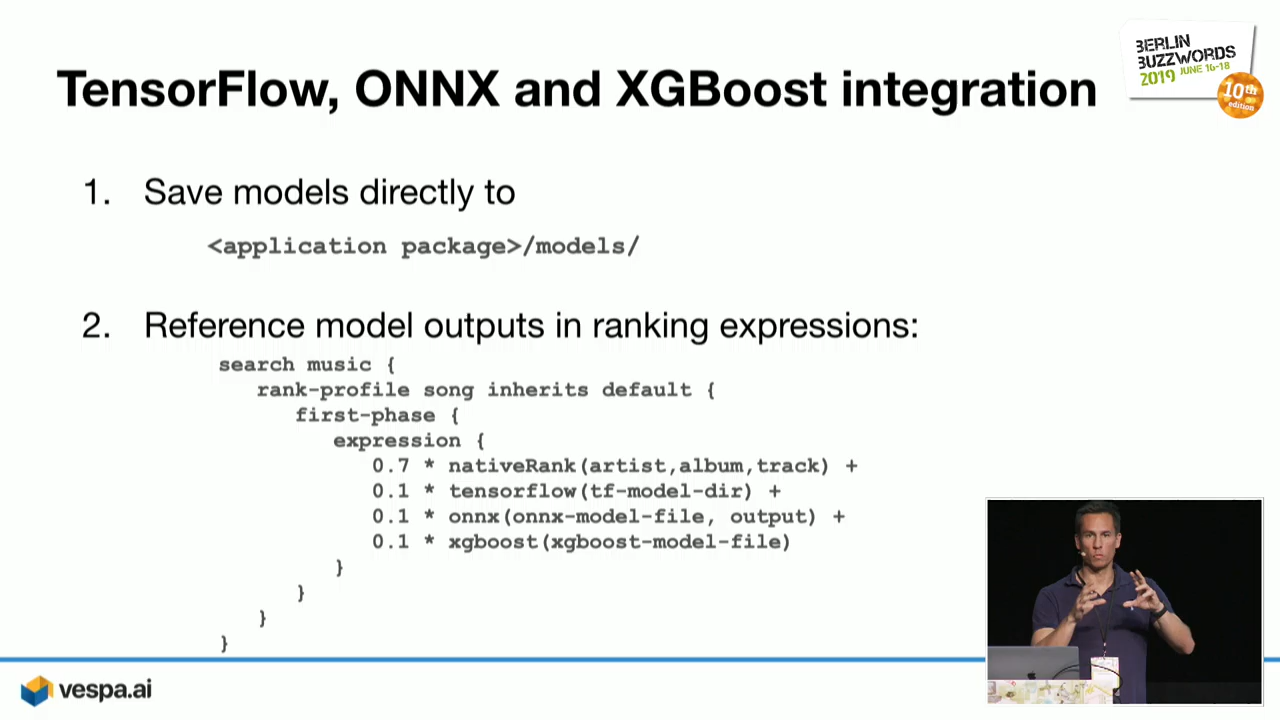 BERLIN
BUZZWORDS
2019 JUNE 16-18
10th
edition
TensorFlow, ONNX and XGBoost integration
1. Save models directly to
<application package>/models/
2. Reference model outputs in ranking expressions:
search music {
rank-profile song inherits default {
first-phase {
expression {
0.7 * nativeRank(artist,album,track) +
0.1 * tensorflow(tf-model-dir) +
0.1 * onnx(onnx-model-file, output) +
0.1 * xgboost(xgboost-model-file)
}
}
}
}
vespa.ai